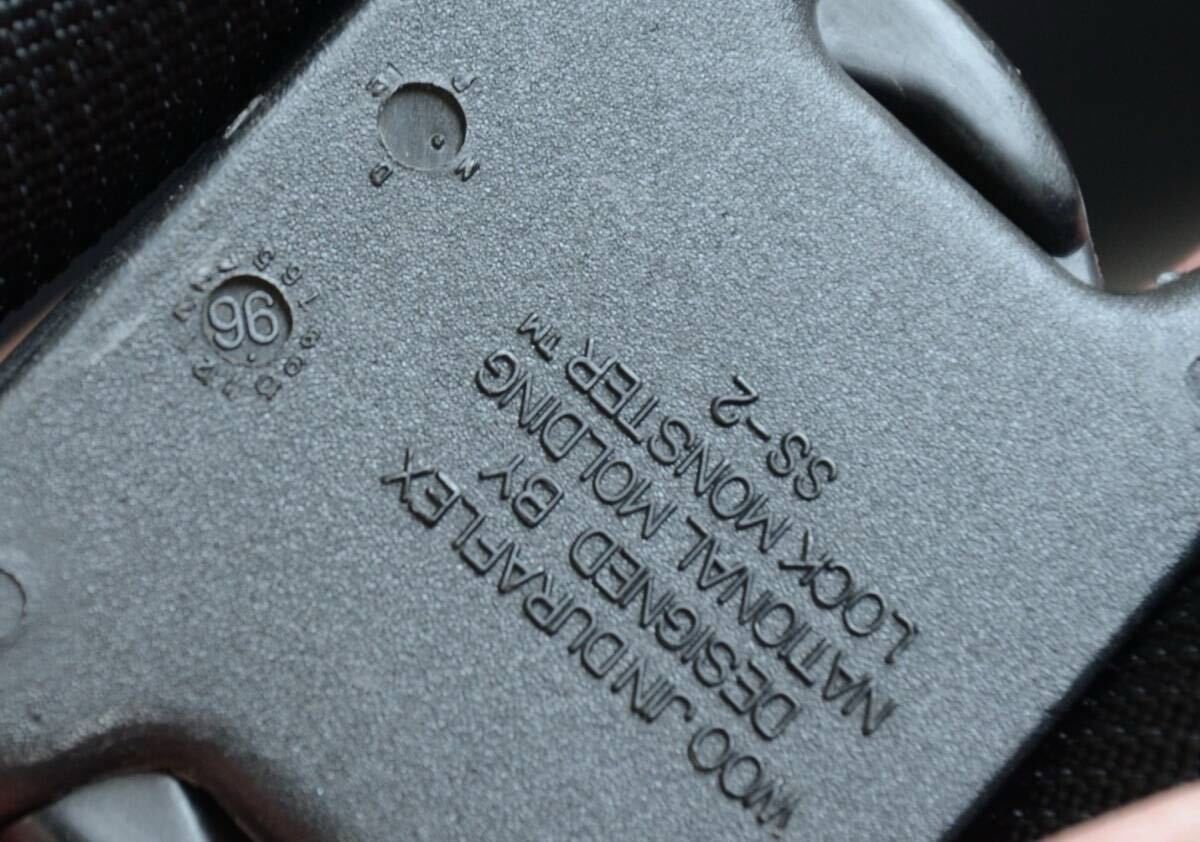 WOO JIN/DURAFLEX
DESIGNED BY
NATIONAL MOLDING
LOCK MONSTER™
SS-2
96